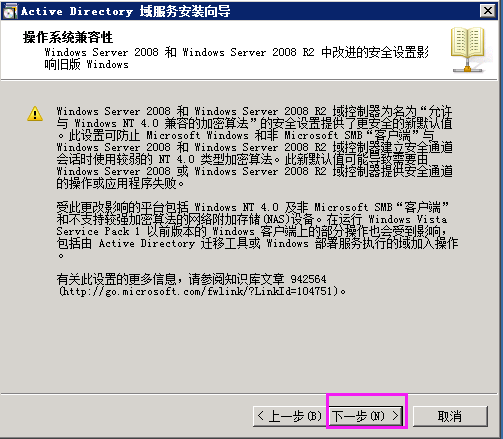 Active Directory 域服务安装向导
操作系统兼容性
Windows Server 2008 和 Windows Server 2008 R2 中改进的安全设置影
响旧版 Windows
Windows Server 2008 和 Windows Server 2008 R2 域控制器为名为“允许
与 Windows NT 4.0 兼容的加密算法”的安全设置提供了更安全的新默认值
。此设置可防止 Microsoft Windows 和非 Microsoft SMB“客户端”与
Windows Server 2008 或 Windows Server 2008 R2 域控制器建立安全通道
会话时使用较弱的 NT 4.0 类型加密算法。此新默认值可能导致需要由
Windows Server 2008 或 Windows Server 2008 R2 域控制器提供安全通道
的操作或应用程序失败。
受此更改影响的平台包括 Windows NT 4.0 及非 Microsoft SMB“客户端”
和不支持较强加密算法的网络附加存储(NAS)设备。在运行 Windows Vista
Service Pack 1 以前版本的 Windows 客户端上的部分操作也会受到影响,
包括由 Active Directory 迁移工具或 Windows 部署服务执行的域加入操作
。
有关此设置的更多信息，请参阅知识库文章 942564
(http://go.microsoft.com/fwlink/?LinkId=104751)。
< 上一步(B) 下一步(N) > 取消